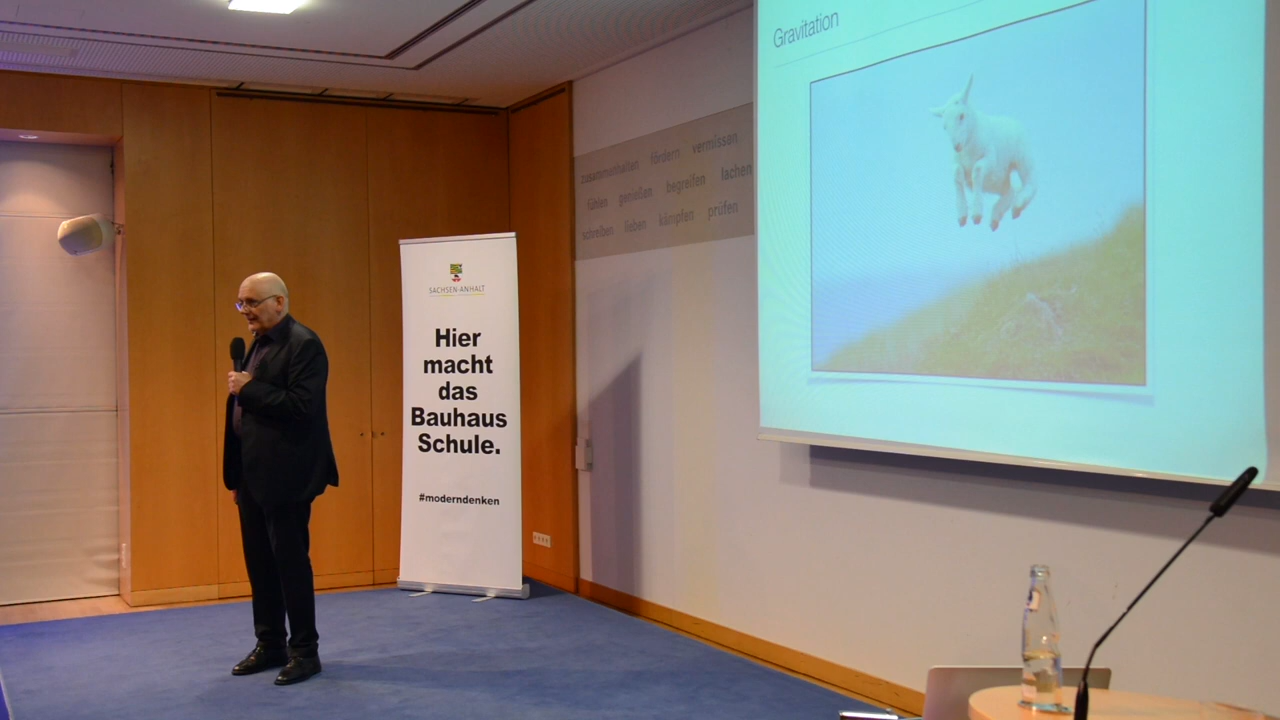 Gravitation
zusammenhalten fördern vermissen
fühlen genießen begreifen lachen
schreiben lieben kämpfen prüfen
SACHSEN-ANHALT
Hier
macht
das
Bauhaus
Schule.
#moderndenken